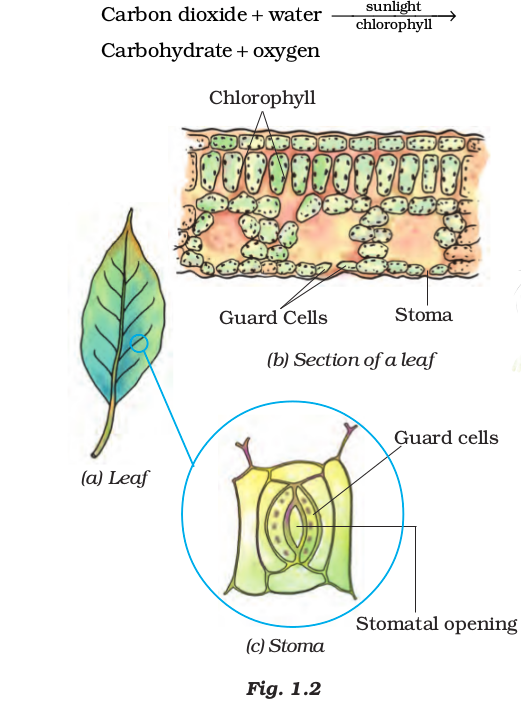 Carbon dioxide + water sunlight chlorophyll
Carbohydrate + oxygen
Chlorophyll
Guard Cells
Stoma
(b) Section of a leaf
Guard cells
(a) Leaf
Stomatal opening
(c) Stoma
Fig. 1.2